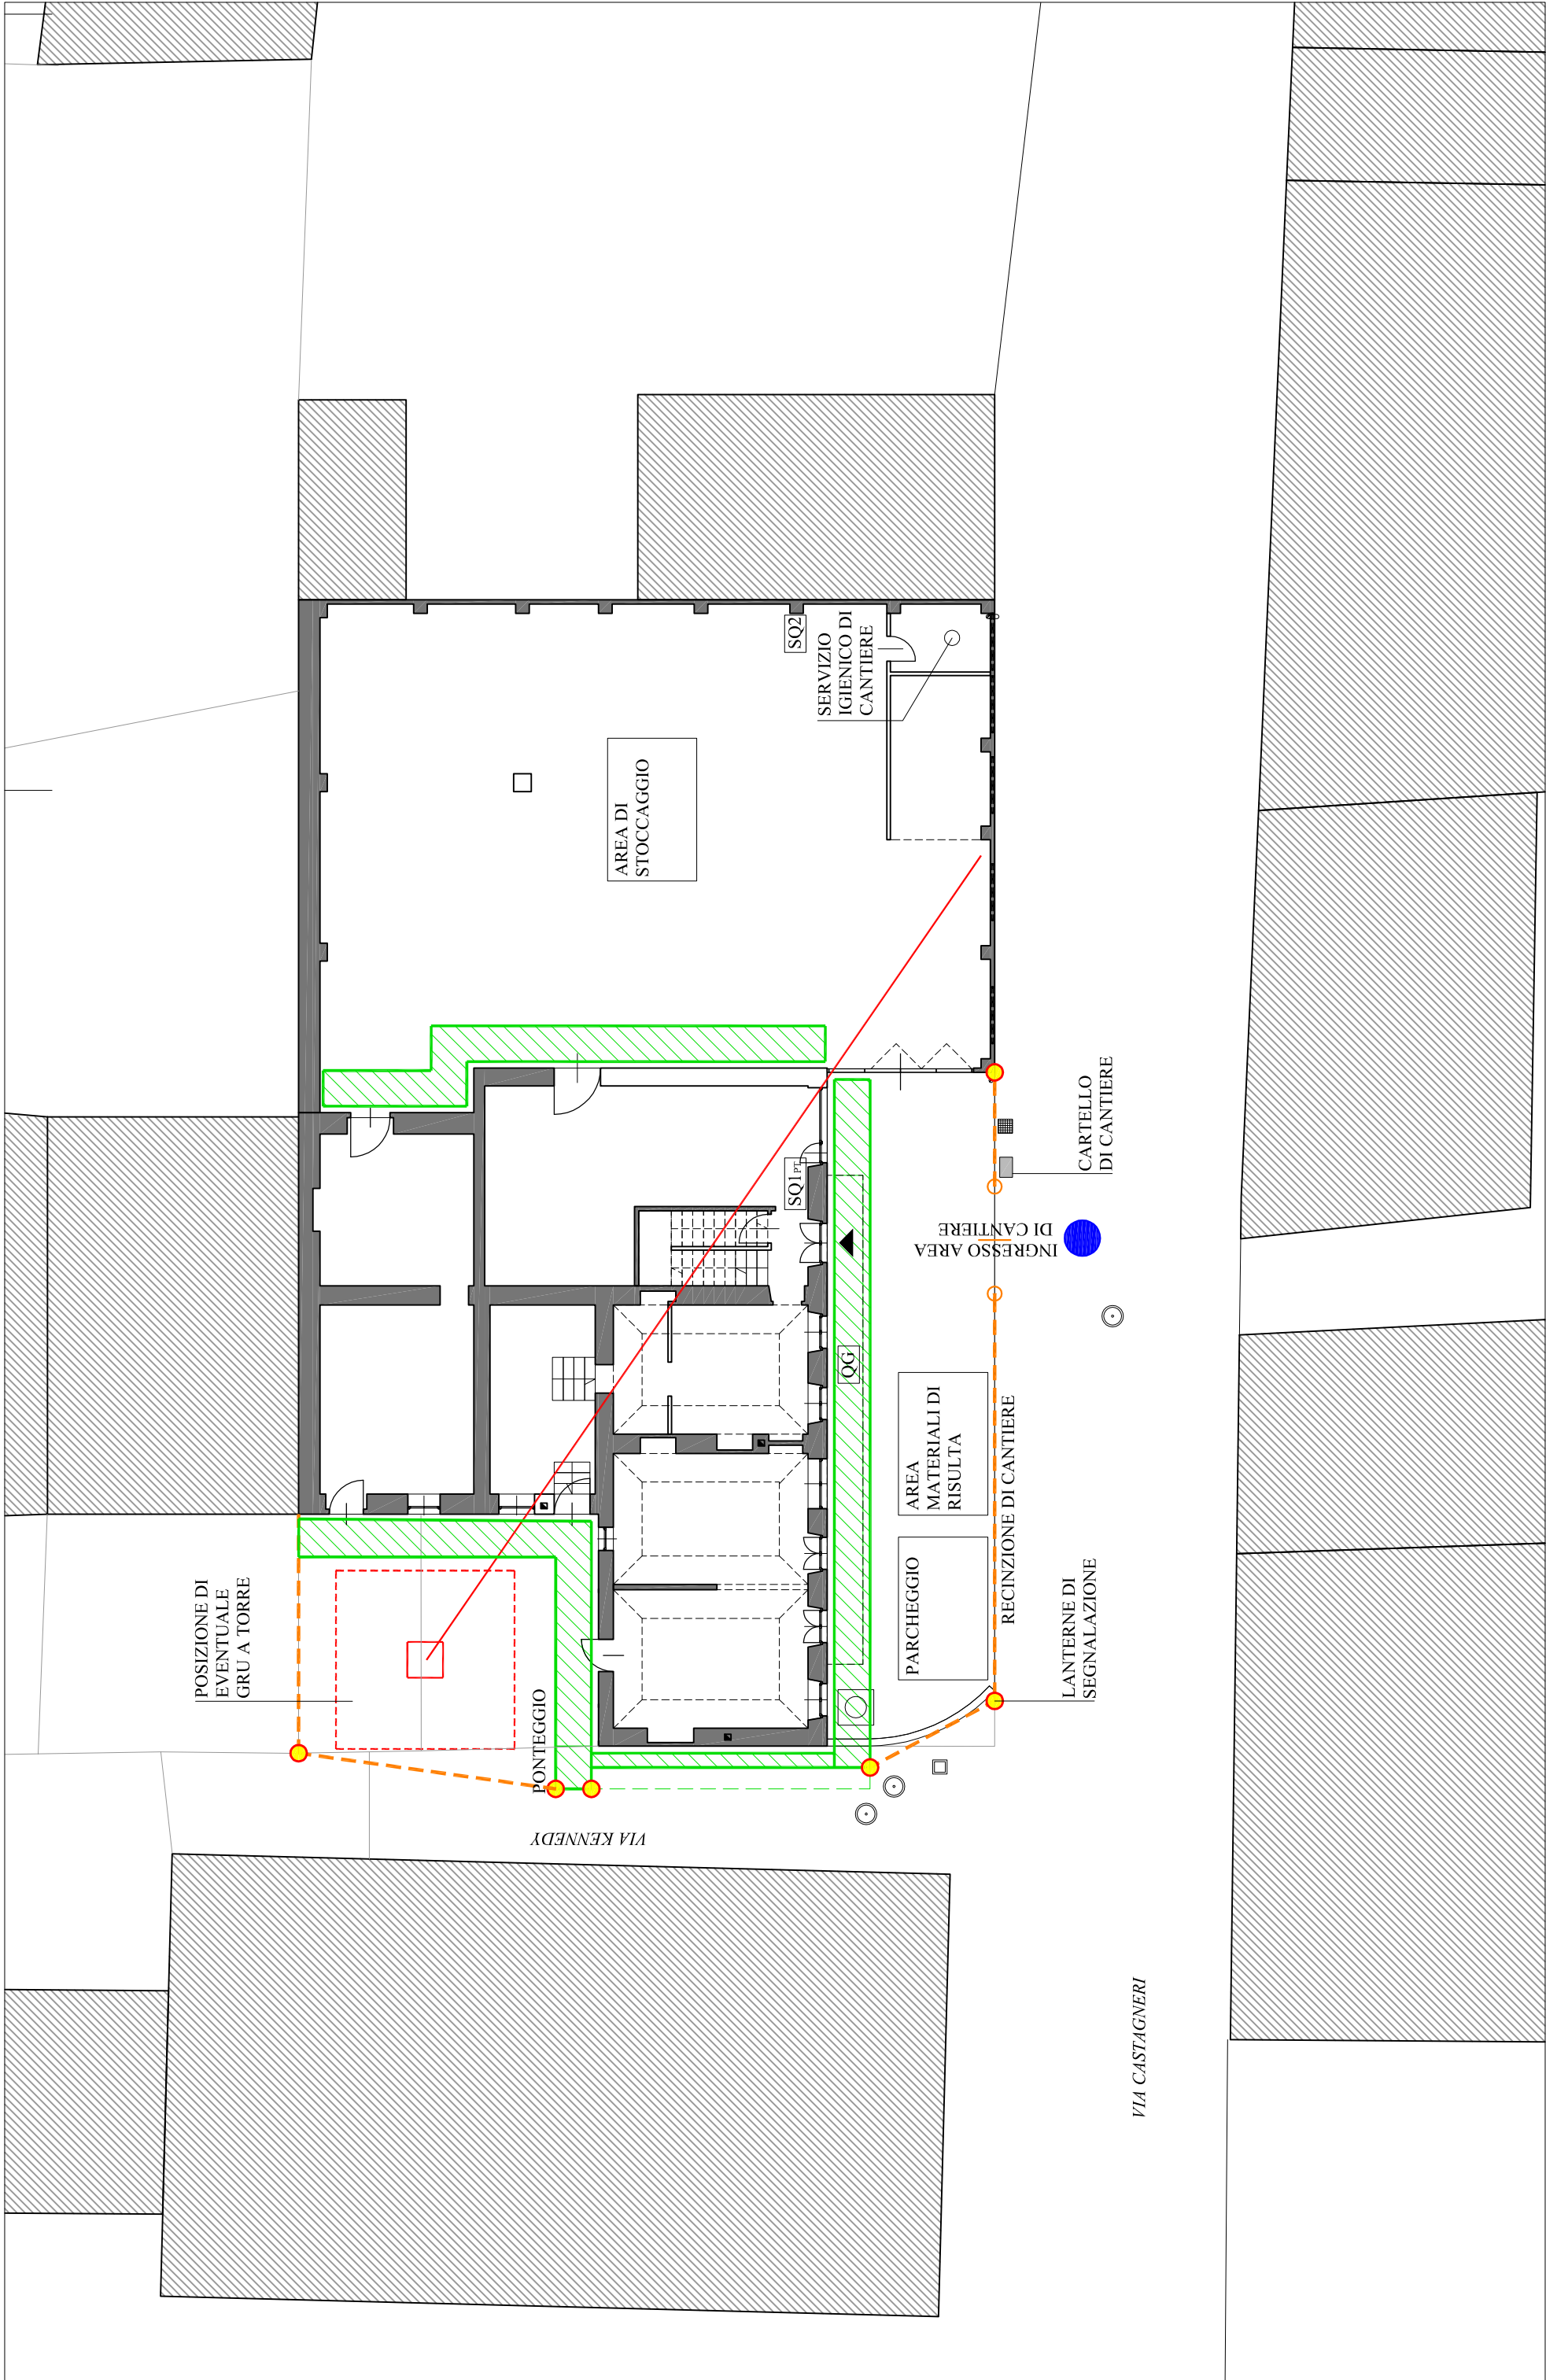 POSIZIONE DI
EVENTUALE
GRU A TORRE
PONTEGGIO
VIA KENNEDY
AREA DI
STOCCAGGIO
SQ2
SERVIZIO
IGIENICO DI
CANTIERE
SQ1PT
QG
AREA
MATERIALI DI
RISULTA
PARCHEGGIO
RECINZIONE DI CANTIERE
INGRESSO AREA
DI CANTIERE
CARTELLO
DI CANTIERE
LANTERNE DI
SEGNALAZIONE
VIA CASTAGNERI